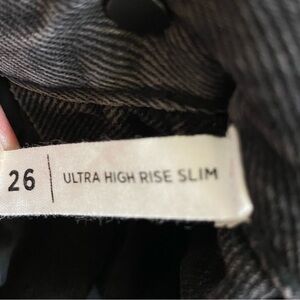 26 | ULTRA HIGH RISE SLIM